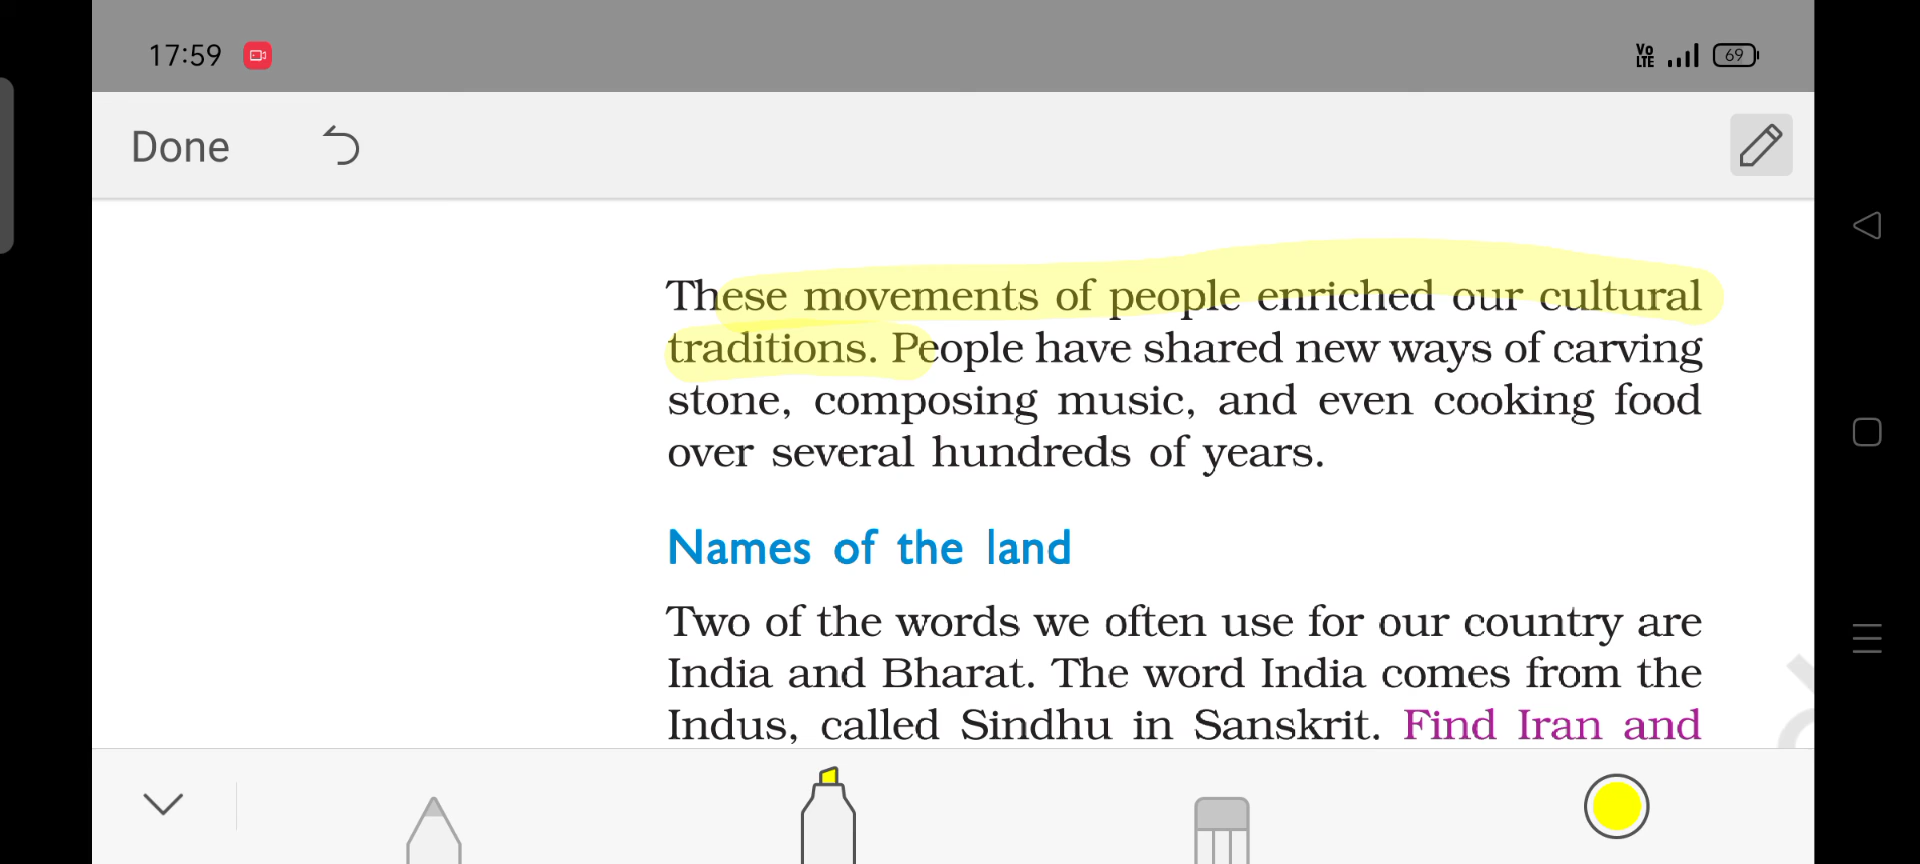 17:59
Vo
LTE
69
Done
These movements of people enriched our cultural
traditions. People have shared new ways of carving
stone, composing music, and even cooking food
over several hundreds of years.
Names of the land
Two of the words we often use for our country are
India and Bharat. The word India comes from the
Indus, called Sindhu in Sanskrit. Find Iran and